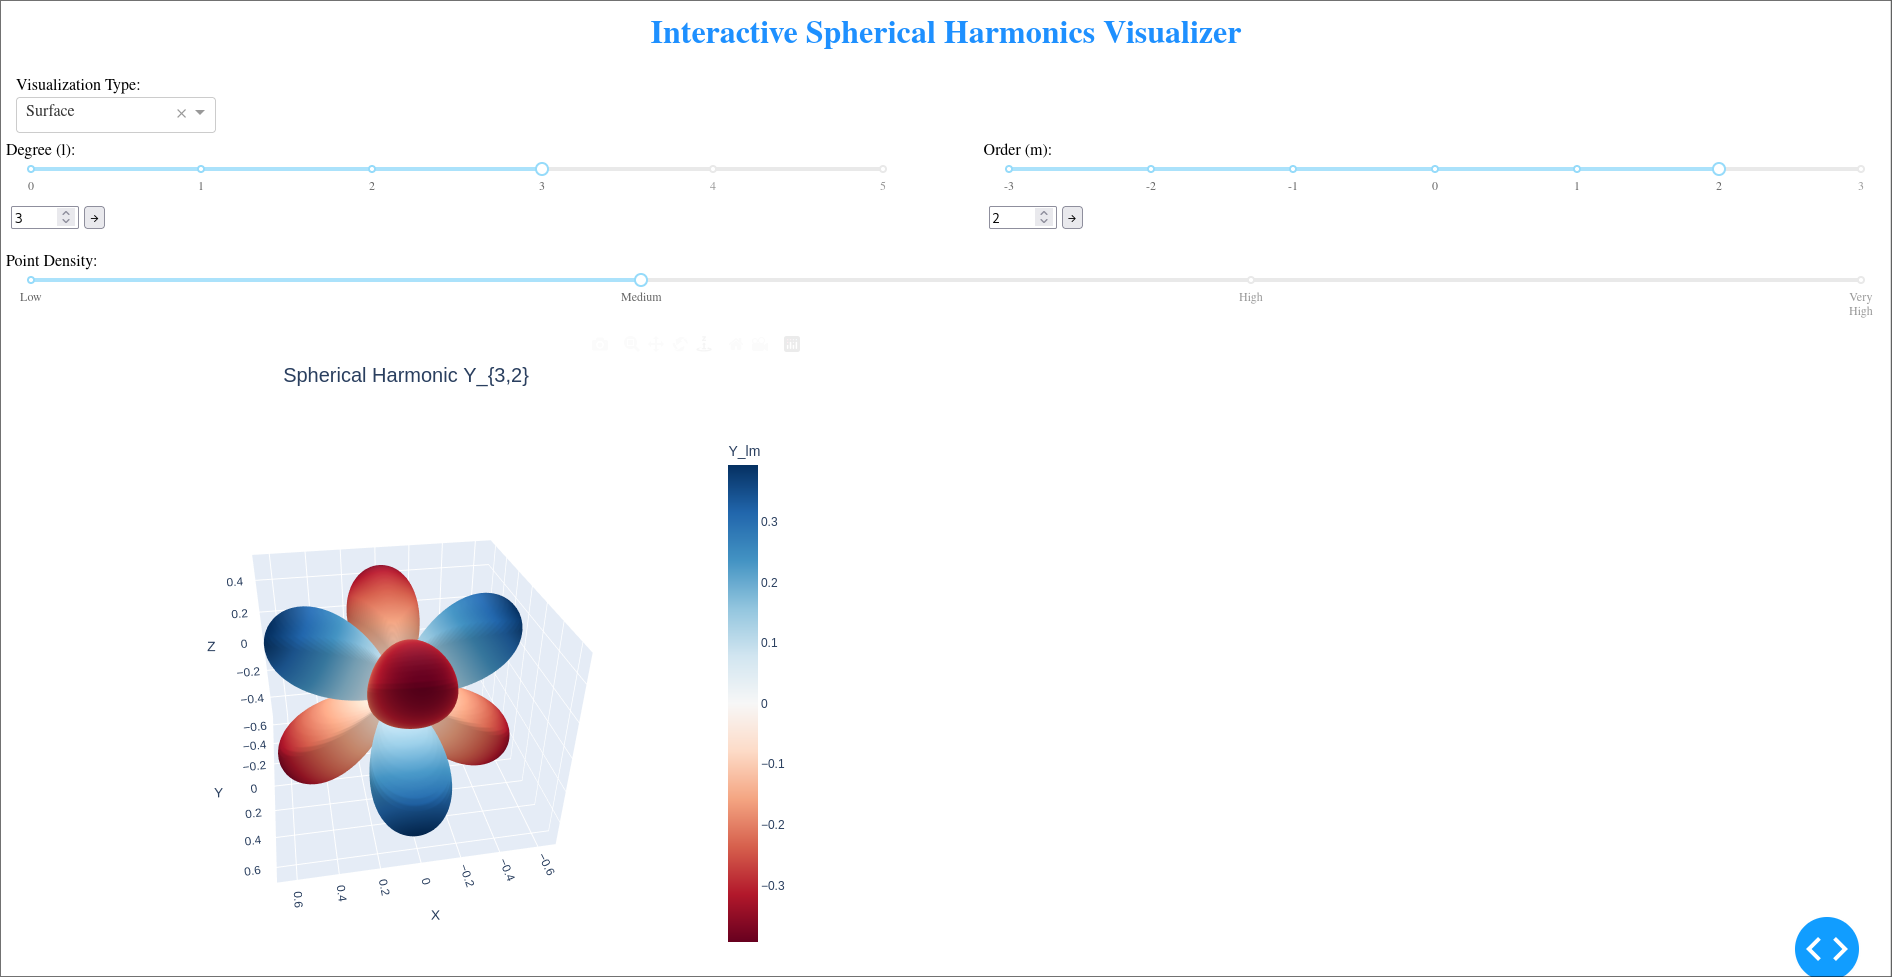 Interactive Spherical Harmonics Visualizer
Visualization Type:
Surface
Degree (l):
0 1 2 3 4 5
3
Order (m):
-3 -2 -1 0 1 2 3
2
Point Density:
Low Medium High Very High
Spherical Harmonic Y_{3,2}
Y_lm
0.3
0.2
0.1
0
−0.1
−0.2
−0.3
Z
0.4
0.2
0
−0.2
−0.4
−0.6
Y
−0.4
−0.2
0
0.2
0.4
0.6
0.6 0.4 0.2 0 −0.2 −0.4 −0.6
X